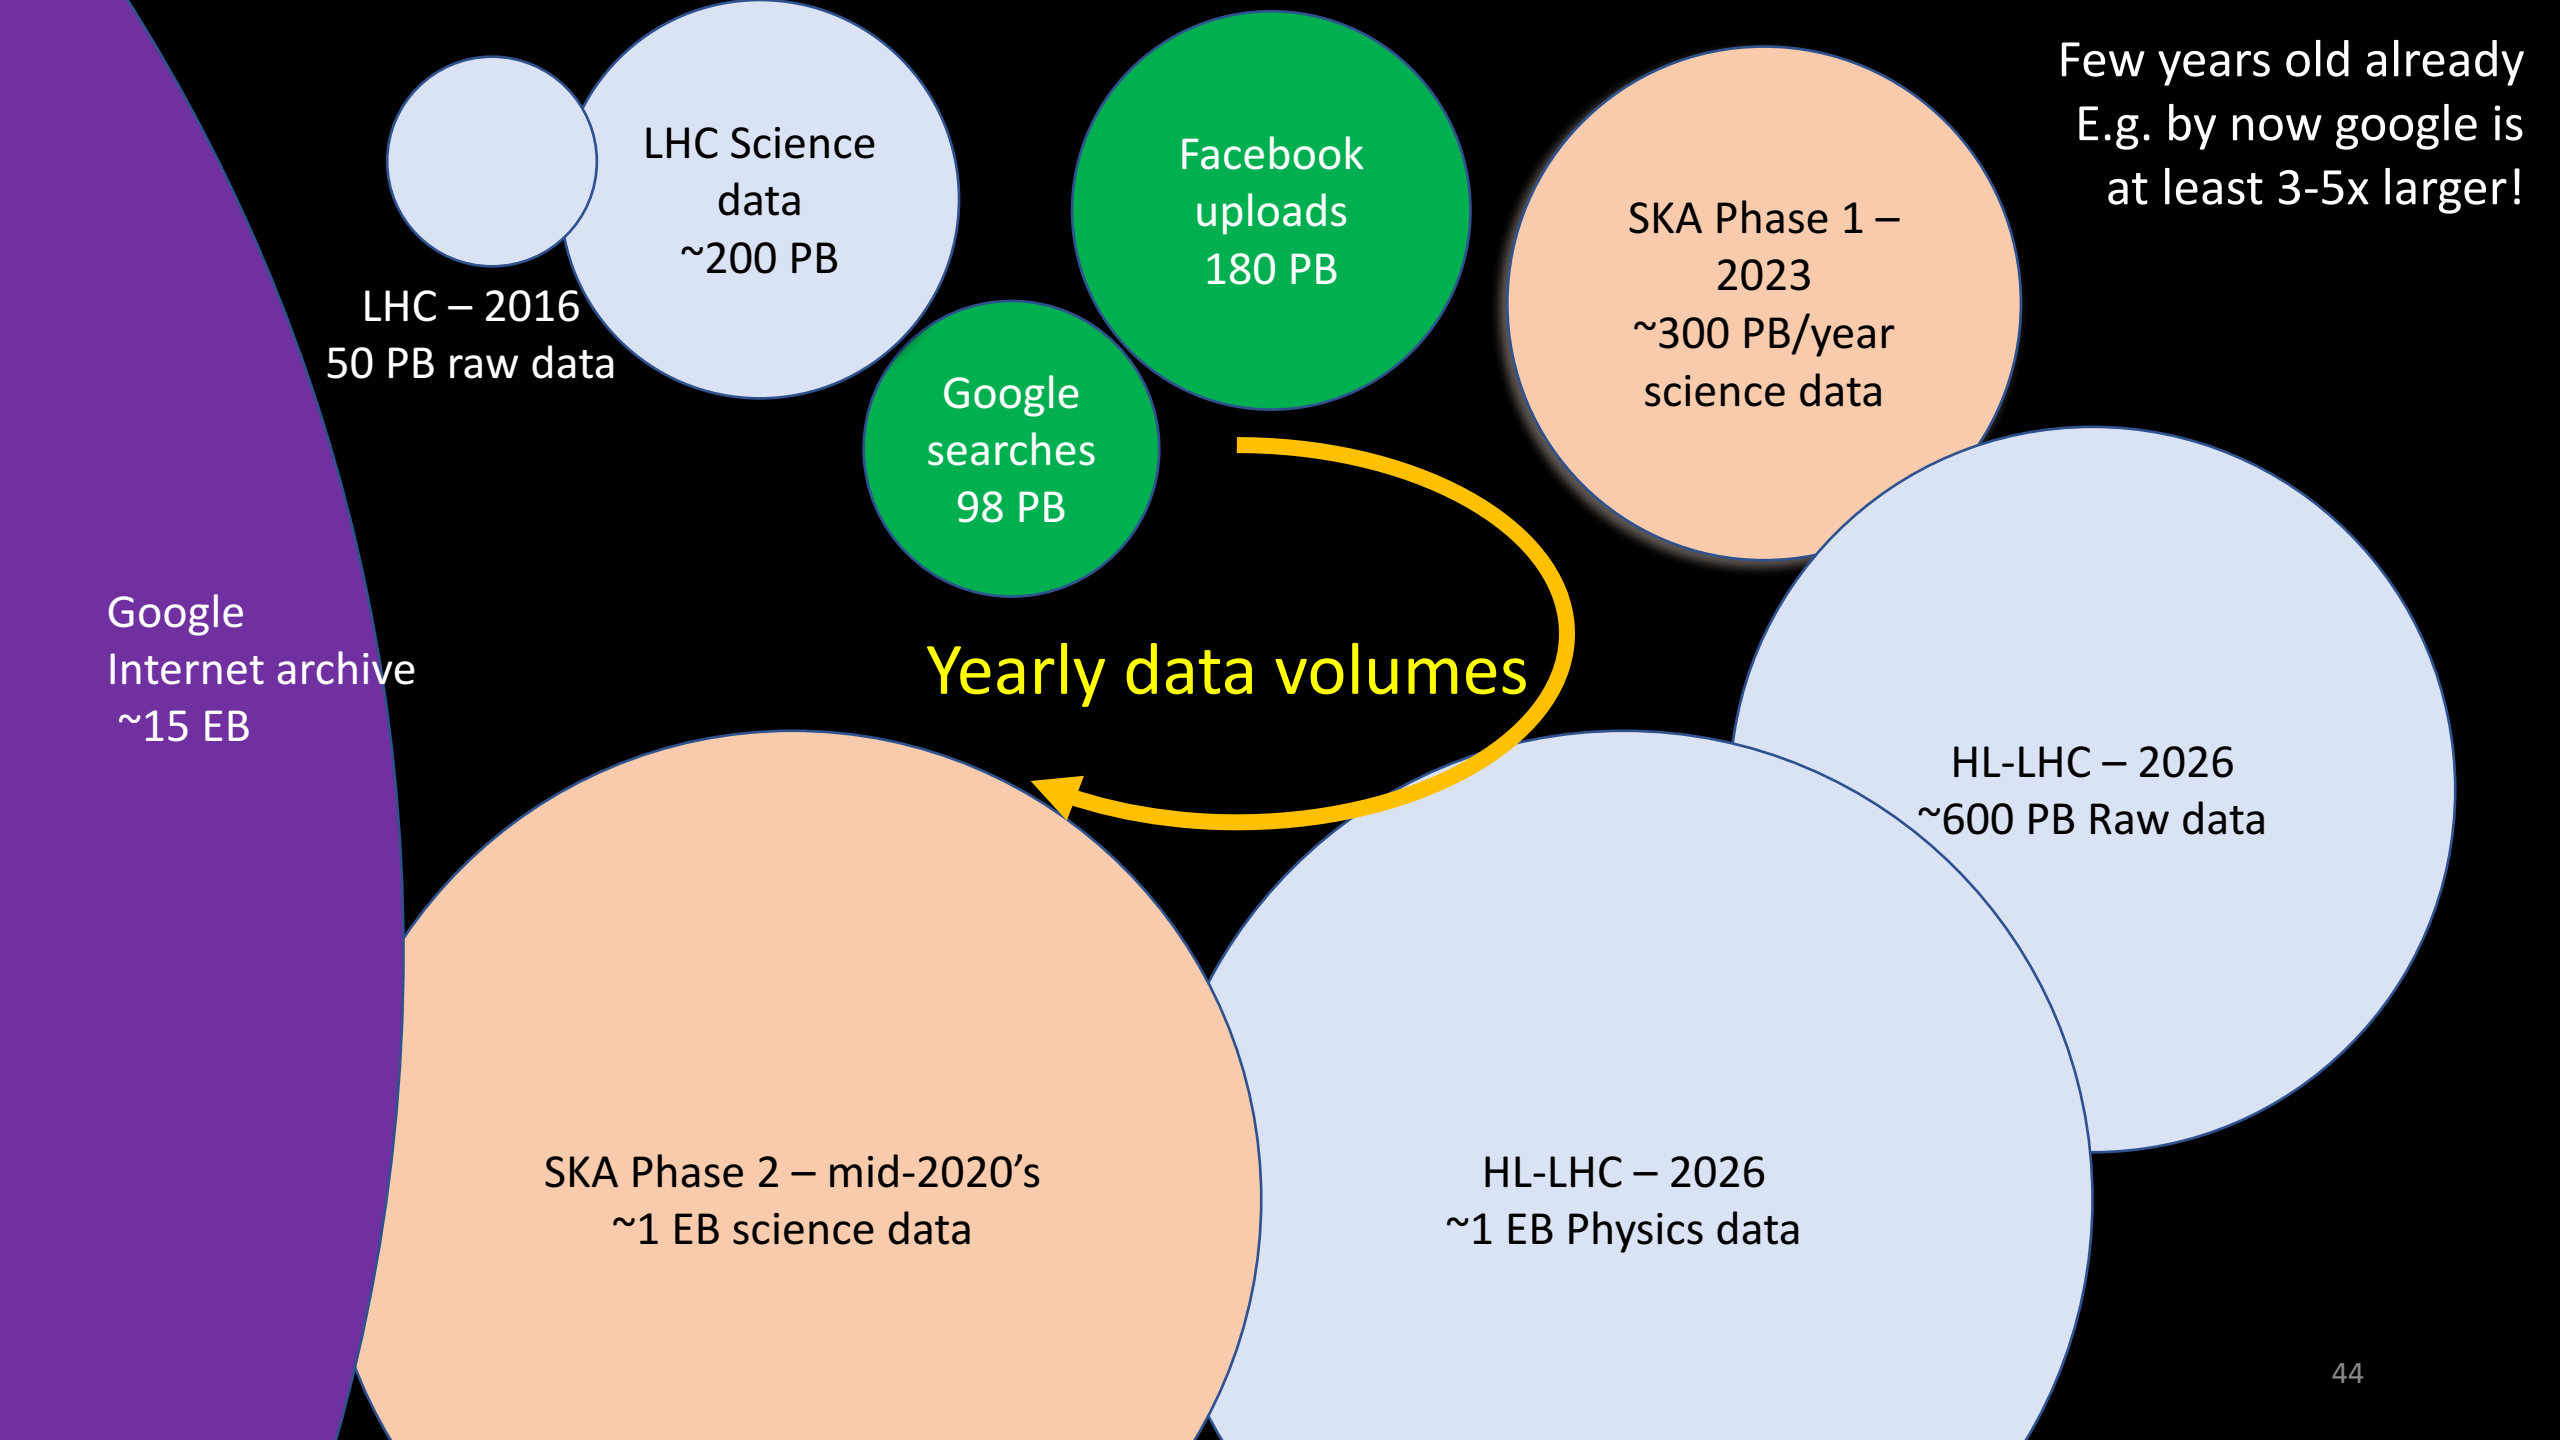 LHC Science
data
~200 PB
LHC – 2016
50 PB raw data
Facebook
uploads
180 PB
Google
searches
98 PB
SKA Phase 1 –
2023
~300 PB/year
science data
Few years old already
E.g. by now google is
at least 3-5x larger!
Google
Internet archive
~15 EB
Yearly data volumes
HL-LHC – 2026
~600 PB Raw data
SKA Phase 2 – mid-2020’s
~1 EB science data
HL-LHC – 2026
~1 EB Physics data
44